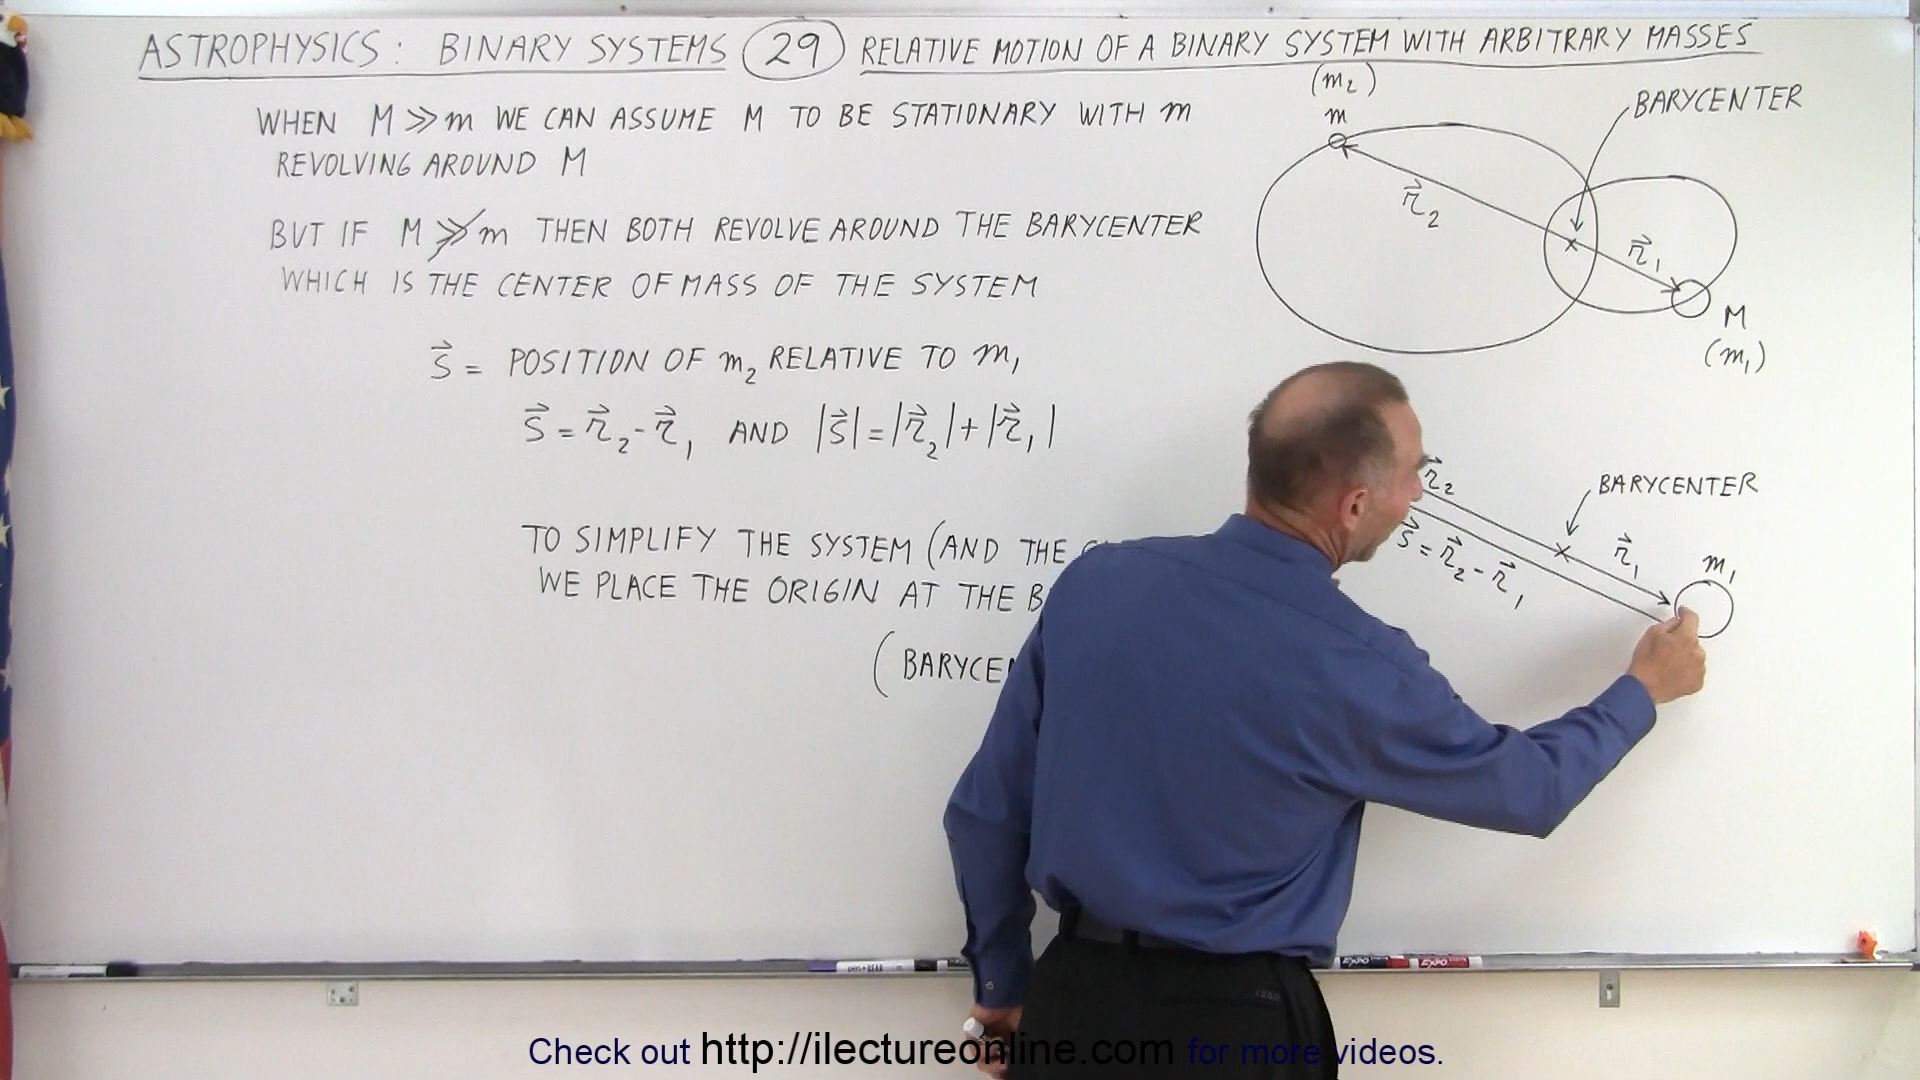 ASTROPHYSICS: BINARY SYSTEMS 29 RELATIVE MOTION OF A BINARY SYSTEM WITH ARBITRARY MASSES
WHEN M ≫ m WE CAN ASSUME M TO BE STATIONARY WITH m
REVOLVING AROUND M
BUT IF M ≫̸ m THEN BOTH REVOLVE AROUND THE BARYCENTER
WHICH IS THE CENTER OF MASS OF THE SYSTEM
s⃗ = POSITION OF m₂ RELATIVE TO m₁
s⃗ = r⃗₂ - r⃗₁ AND |s⃗| = |r⃗₂| + |r⃗₁|
TO SIMPLIFY THE SYSTEM (AND THE
WE PLACE THE ORIGIN AT THE B
(BARYCEN
(m₂)
m
BARYCENTER
r⃗₂
r⃗₁
M
(m₁)
r⃗₂
BARYCENTER
r⃗₁
m₁
s⃗ = r⃗₂ - r⃗₁
EXPO
EXPO
IZOD
Check out http://ilectureonline.com for more videos.